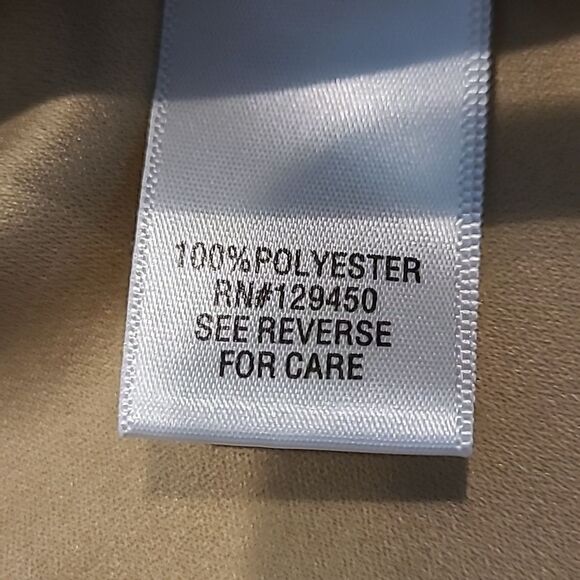 100%POLYESTER
RN#129450
SEE REVERSE
FOR CARE